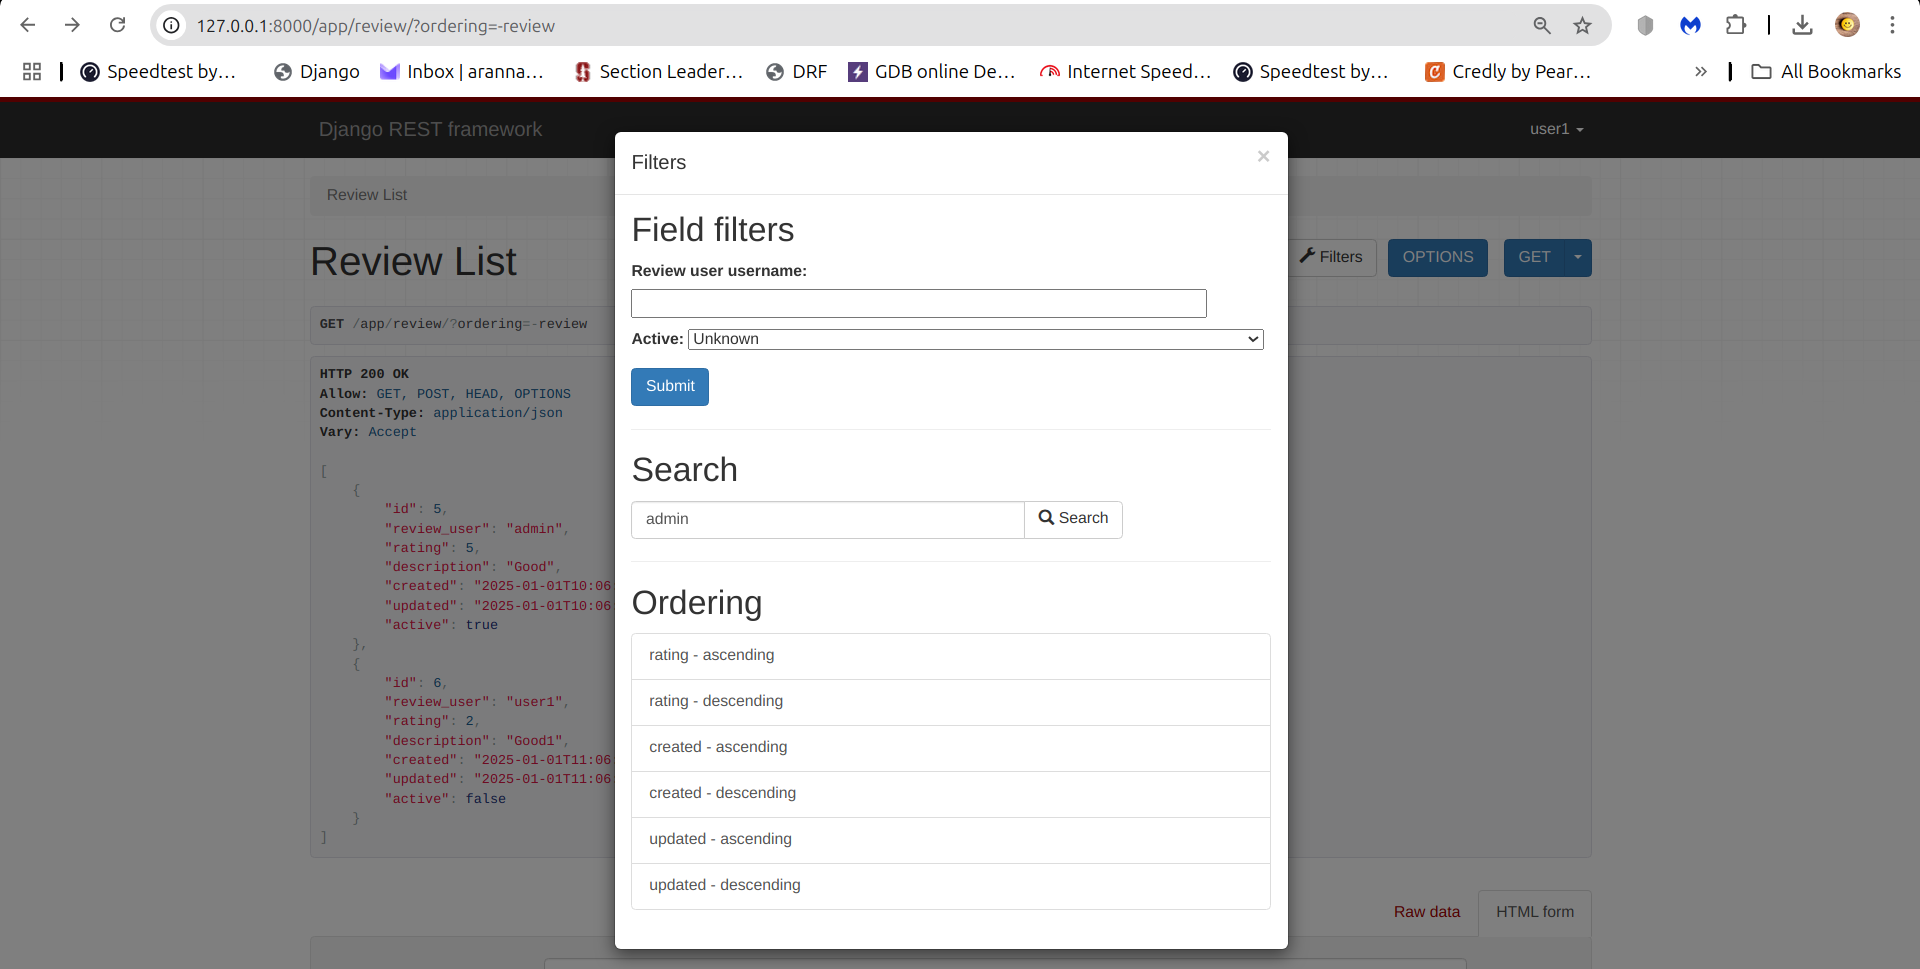 127.0.0.1:8000/app/review/?ordering=-review
Speedtest by… Django Inbox | aranna… Section Leader… DRF GDB online De… Internet Speed… Speedtest by… Credly by Pear… » All Bookmarks
Django REST framework user1
Filters ×
Review List
Field filters
Review List
Filters OPTIONS GET
Review user username:
GET /app/review/?ordering=-review
Active: Unknown
Submit
HTTP 200 OK
Allow: GET, POST, HEAD, OPTIONS
Content-Type: application/json
Vary: Accept
[
{
"id": 5,
"review_user": "admin",
"rating": 5,
"description": "Good",
"created": "2025-01-01T10:06
"updated": "2025-01-01T10:06
"active": true
},
{
"id": 6,
"review_user": "user1",
"rating": 2,
"description": "Good1",
"created": "2025-01-01T11:06
"updated": "2025-01-01T11:06
"active": false
}
]
Search
admin Search
Ordering
rating - ascending
rating - descending
created - ascending
created - descending
updated - ascending
updated - descending
Raw data HTML form